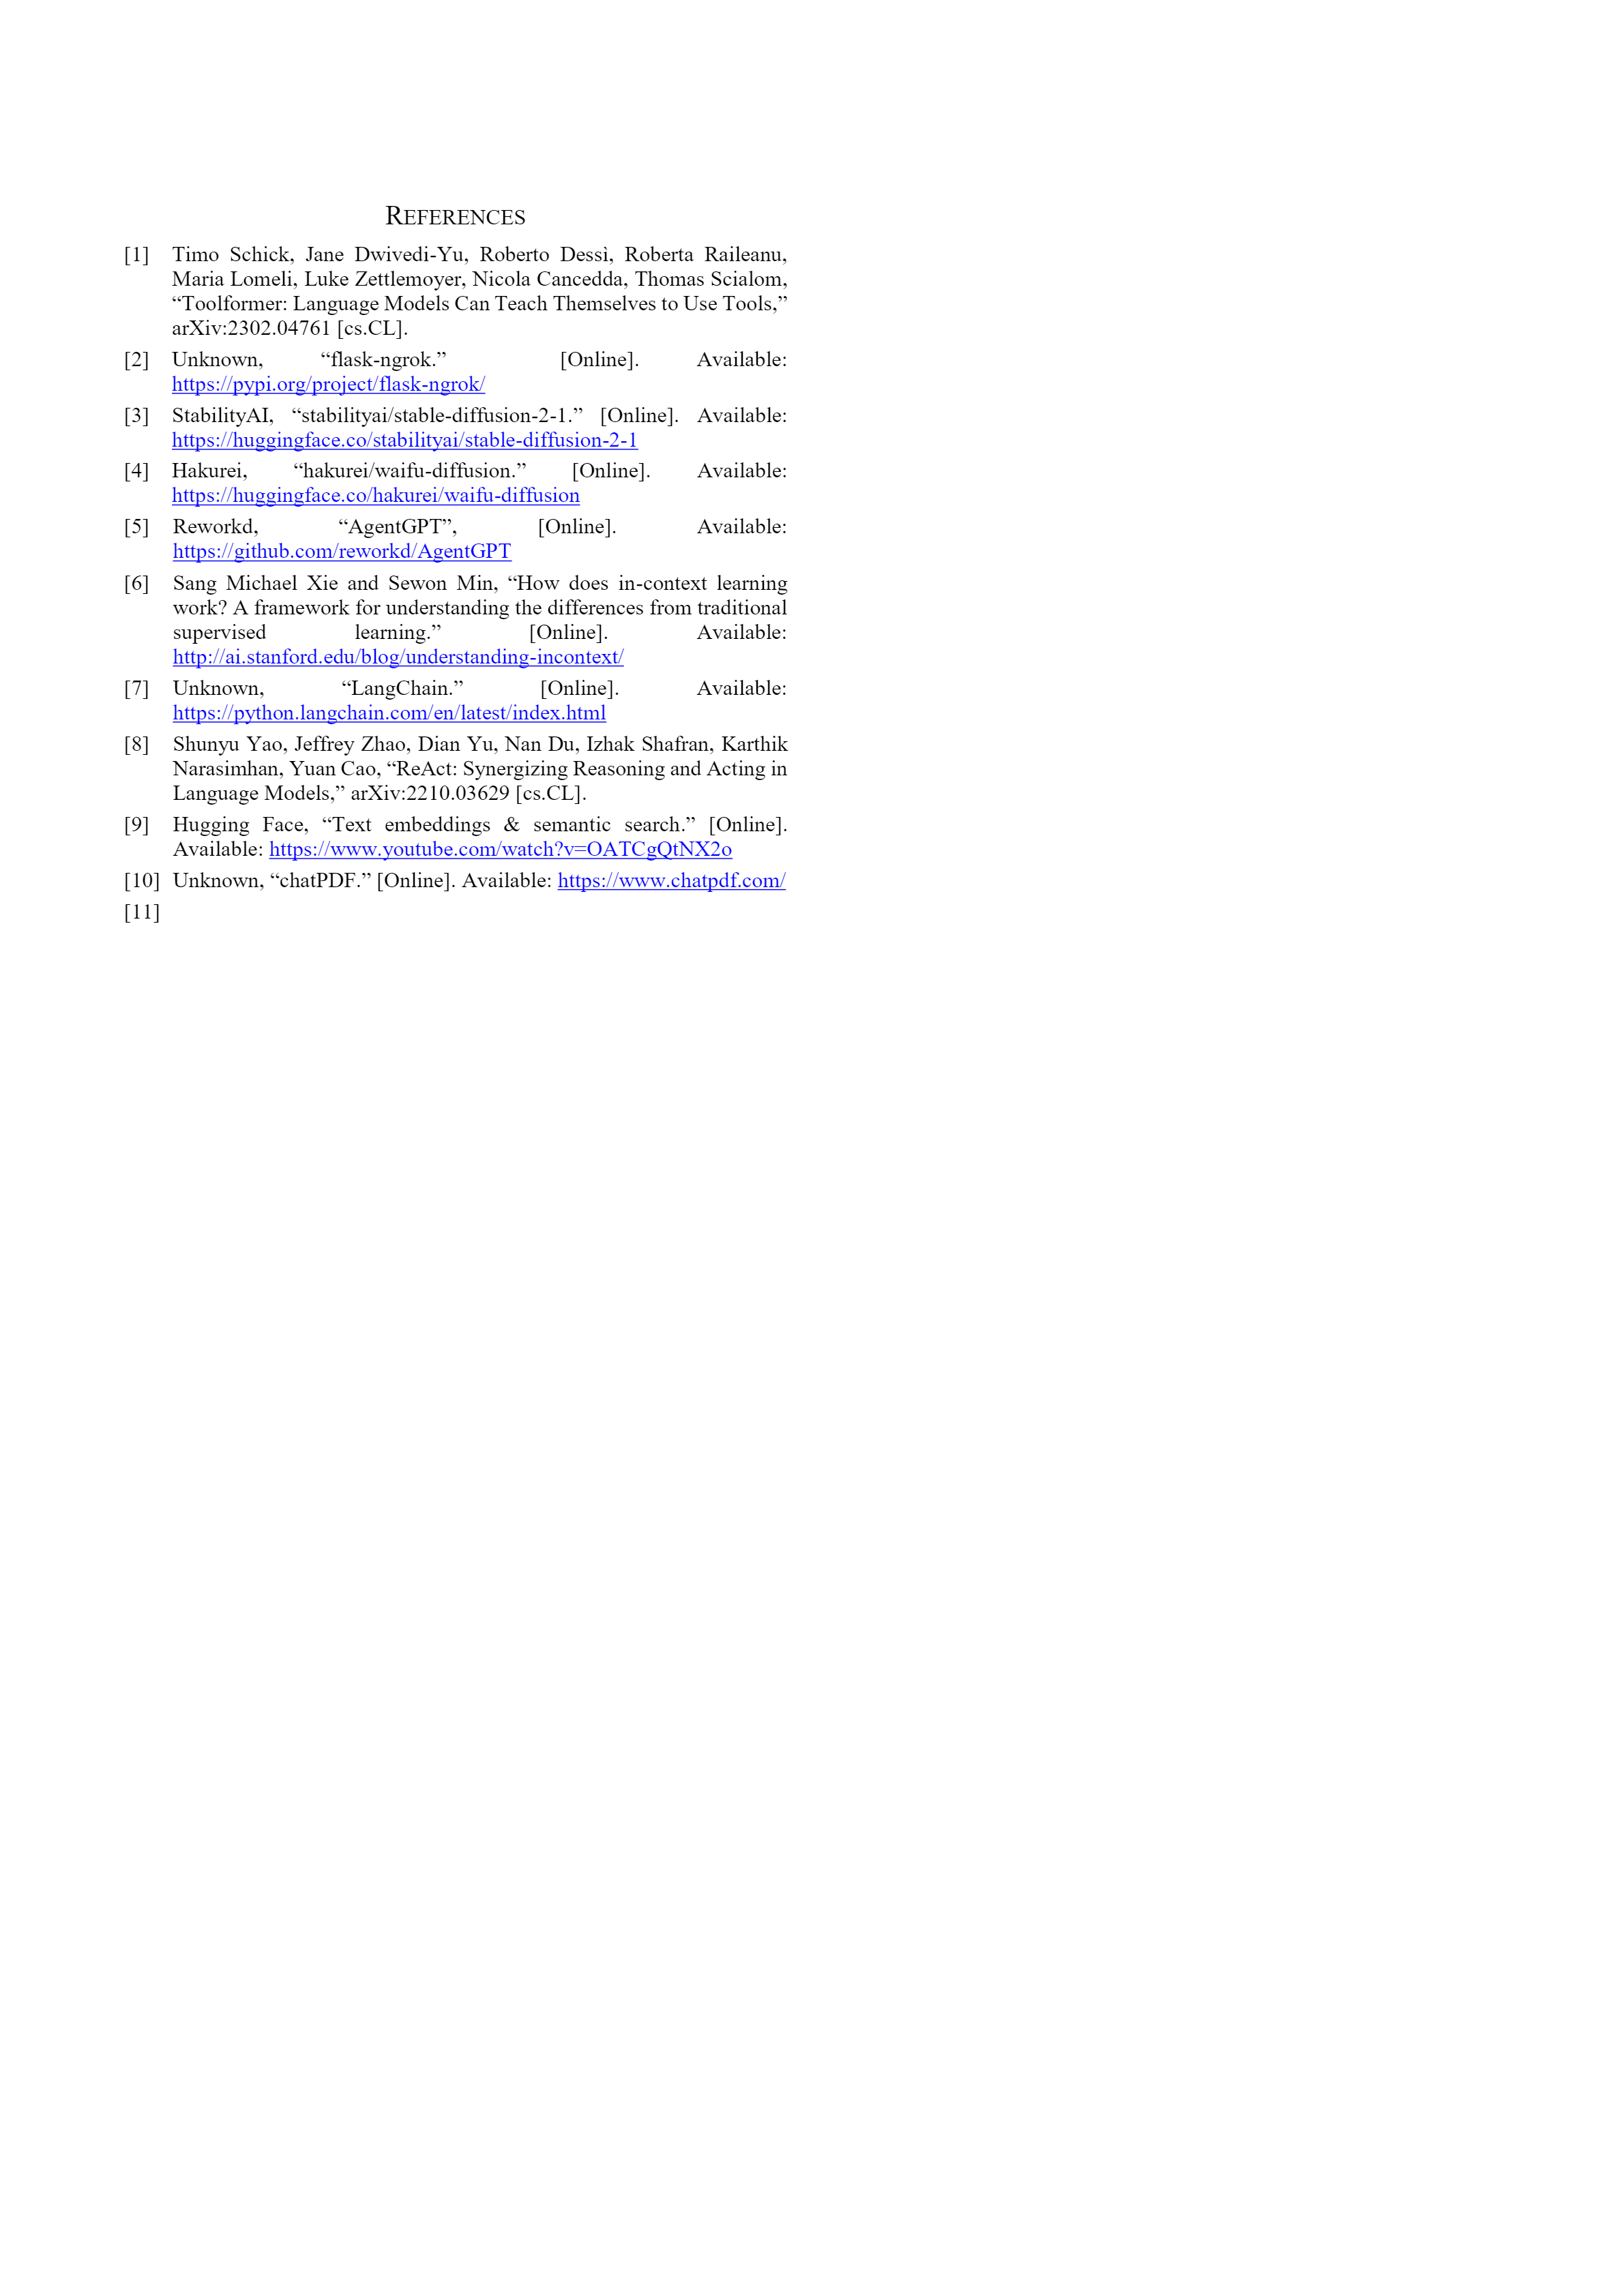 REFERENCES
[1] Timo Schick, Jane Dwivedi-Yu, Roberto Dessì, Roberta Raileanu,
Maria Lomeli, Luke Zettlemoyer, Nicola Cancedda, Thomas Scialom,
“Toolformer: Language Models Can Teach Themselves to Use Tools,”
arXiv:2302.04761 [cs.CL].
[2] Unknown, “flask-ngrok.” [Online]. Available:
https://pypi.org/project/flask-ngrok/
[3] StabilityAI, “stabilityai/stable-diffusion-2-1.” [Online]. Available:
https://huggingface.co/stabilityai/stable-diffusion-2-1
[4] Hakurei, “hakurei/waifu-diffusion.” [Online]. Available:
https://huggingface.co/hakurei/waifu-diffusion
[5] Reworkd, “AgentGPT”, [Online]. Available:
https://github.com/reworkd/AgentGPT
[6] Sang Michael Xie and Sewon Min, “How does in-context learning
work? A framework for understanding the differences from traditional
supervised learning.” [Online]. Available:
http://ai.stanford.edu/blog/understanding-incontext/
[7] Unknown, “LangChain.” [Online]. Available:
https://python.langchain.com/en/latest/index.html
[8] Shunyu Yao, Jeffrey Zhao, Dian Yu, Nan Du, Izhak Shafran, Karthik
Narasimhan, Yuan Cao, “ReAct: Synergizing Reasoning and Acting in
Language Models,” arXiv:2210.03629 [cs.CL].
[9] Hugging Face, “Text embeddings & semantic search.” [Online].
Available: https://www.youtube.com/watch?v=OATCgQtNX2o
[10] Unknown, “chatPDF.” [Online]. Available: https://www.chatpdf.com/
[11]